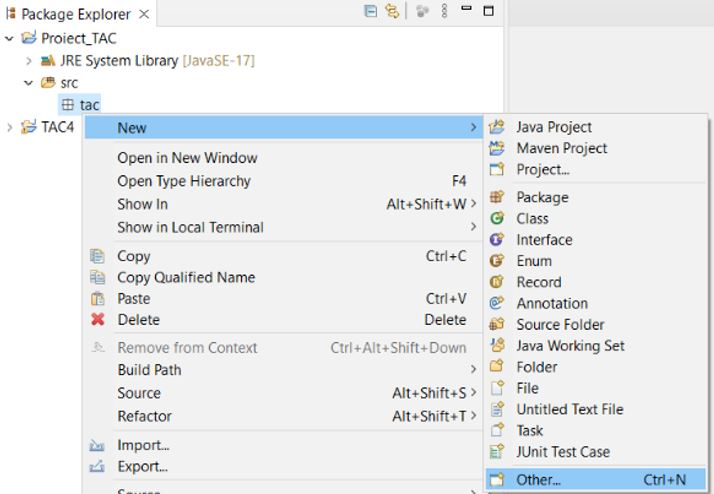 Package Explorer
Project_TAC
JRE System Library [JavaSE-17]
src
tac
TAC4
New
Open in New Window
Open Type Hierarchy F4
Show In Alt+Shift+W
Show in Local Terminal
Copy Ctrl+C
Copy Qualified Name
Paste Ctrl+V
Delete Delete
Remove from Context Ctrl+Alt+Shift+Down
Build Path
Source Alt+Shift+S
Refactor Alt+Shift+T
Import...
Export...
Java Project
Maven Project
Project...
Package
Class
Interface
Enum
Record
Annotation
Source Folder
Java Working Set
Folder
File
Untitled Text File
Task
JUnit Test Case
Other... Ctrl+N